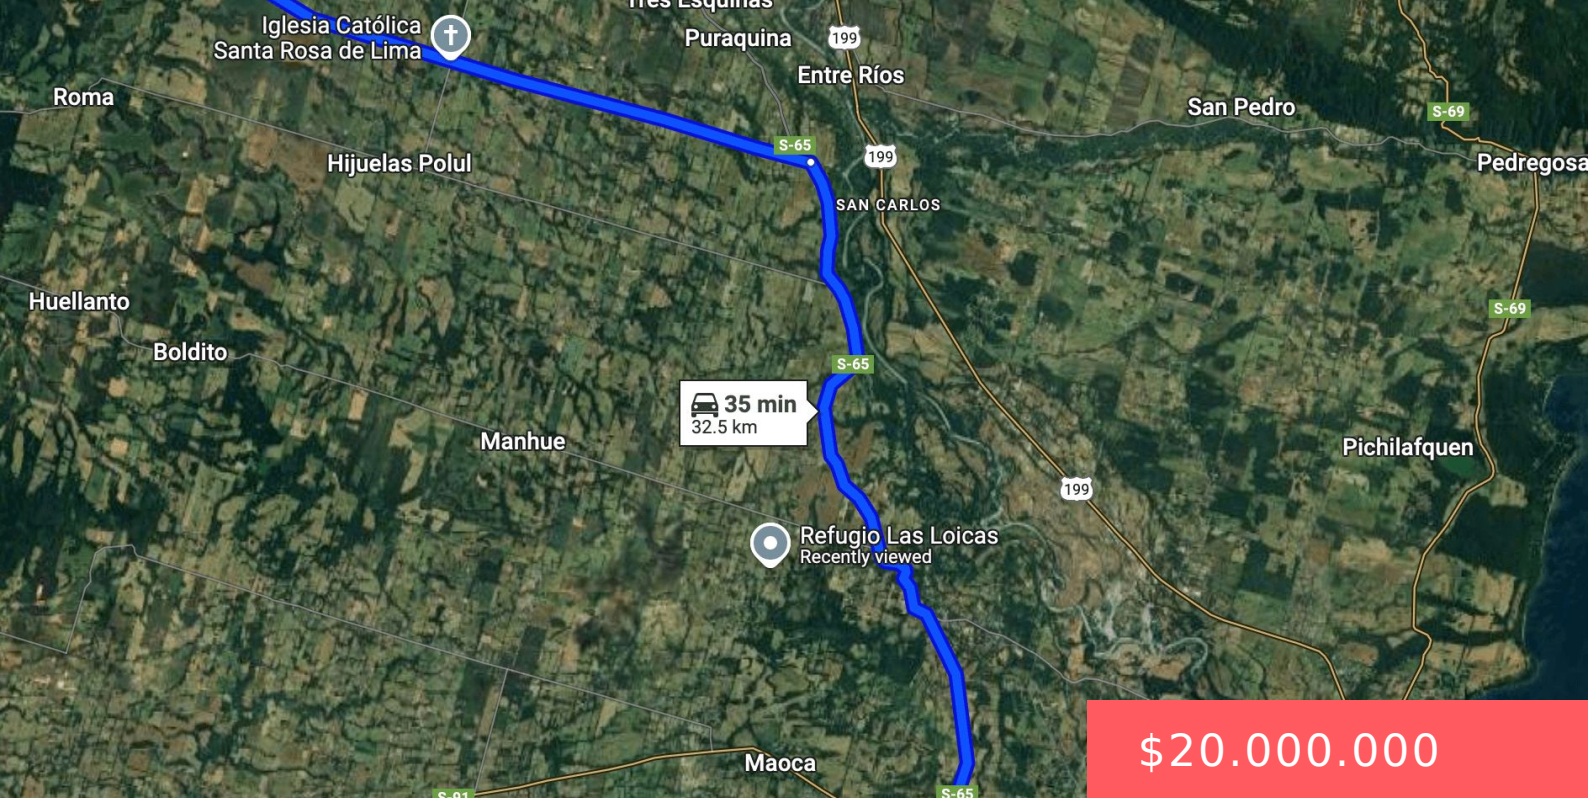 Tres Esquinas
Iglesia Católica
Santa Rosa de Lima
Puraquina
199
Entre Ríos
Roma
San Pedro
S-69
S-65
199
Hijuelas Polul
Pedregosa
SAN CARLOS
Huellanto
S-69
Boldito
S-65
35 min
32.5 km
Manhue
Pichilafquen
199
Refugio Las Loicas
Recently viewed
$20.000.000
Maoca
S-91
S-65